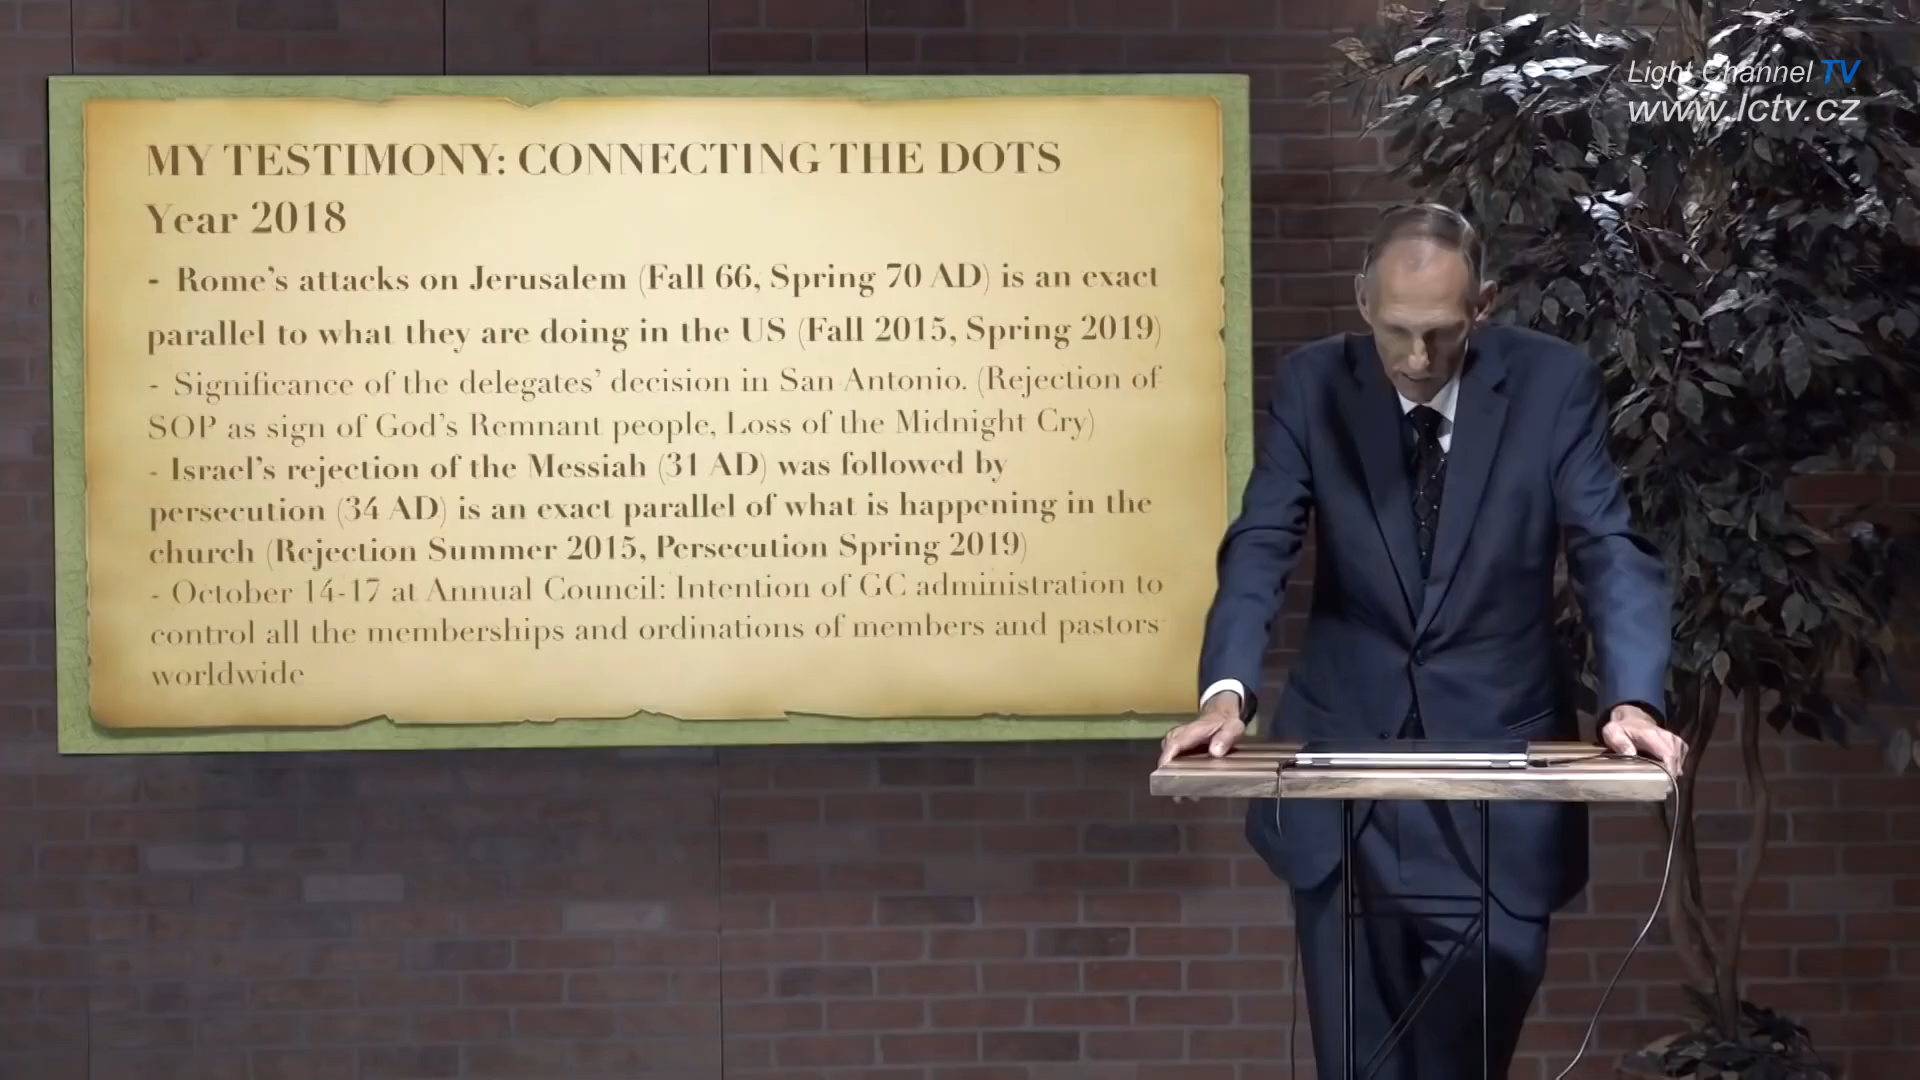 Light Channel TV
www.lctv.cz
MY TESTIMONY: CONNECTING THE DOTS
Year 2018
- Rome's attacks on Jerusalem (Fall 66, Spring 70 AD) is an exact
parallel to what they are doing in the US (Fall 2015, Spring 2019)
- Significance of the delegates' decision in San Antonio. (Rejection of
SOP as sign of God's Remnant people, Loss of the Midnight Cry)
- Israel's rejection of the Messiah (31 AD) was followed by
persecution (34 AD) is an exact parallel of what is happening in the
church (Rejection Summer 2015, Persecution Spring 2019)
- October 14-17 at Annual Council: Intention of GC administration to
control all the memberships and ordinations of members and pastors
worldwide